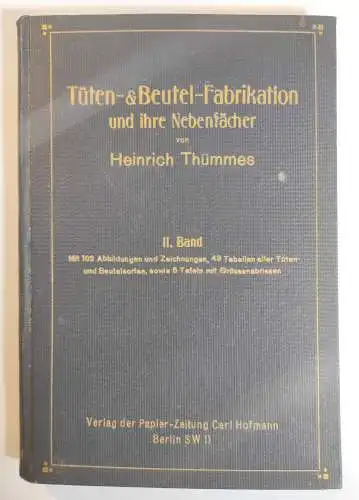 Tüten- & Beutel-Fabrikation
und ihre Nebenfächer
von
Heinrich Thümmes
II. Band
Mit 102 Abbildungen und Zeichnungen, 49 Tabellen aller Tüten-
und Beutelsorten, sowie 6 Tafeln mit Grössenabrissen
Verlag der Papier-Zeitung Carl Hofmann
Berlin SW 11